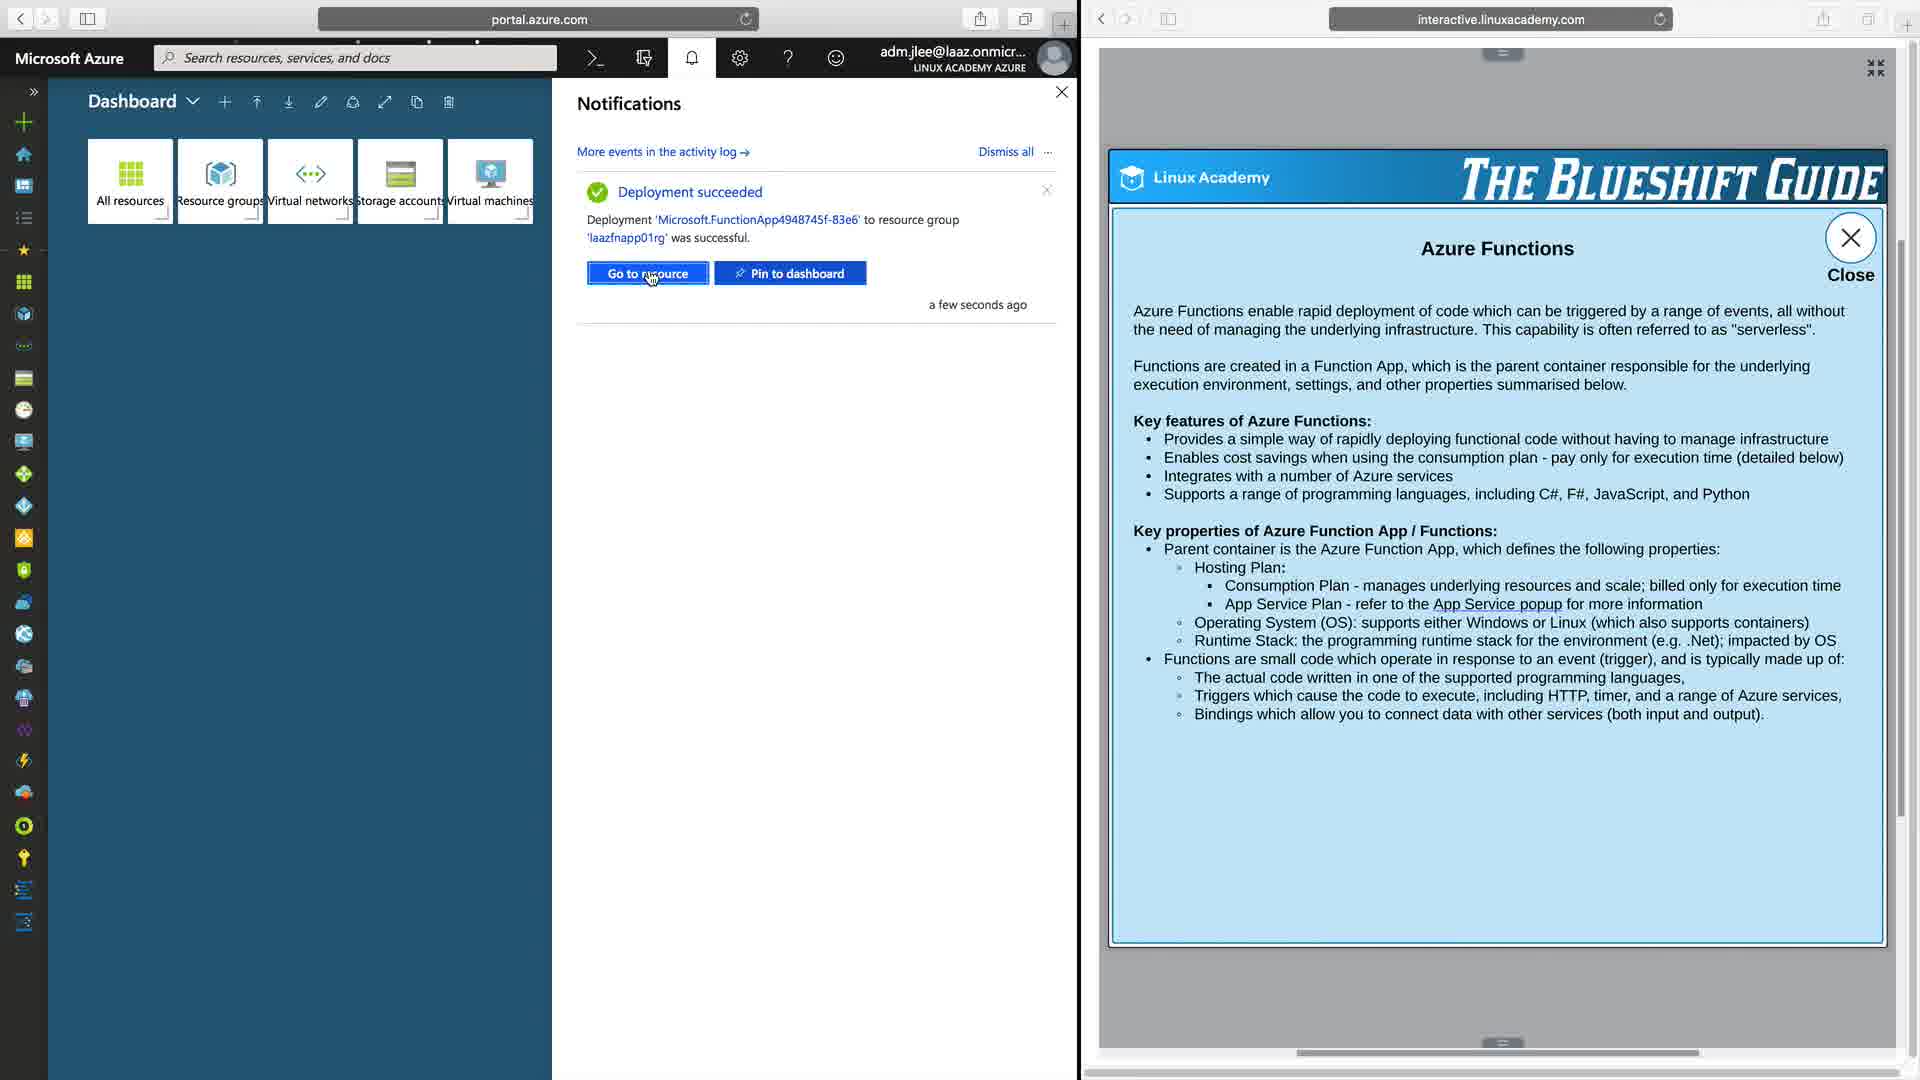 portal.azure.com
Microsoft Azure
Search resources, services, and docs
adm.jlee@laaz.onmicr...
LINUX ACADEMY AZURE
Dashboard
All resources
Resource groups
Virtual networks
Storage accounts
Virtual machines
Notifications
More events in the activity log →
Dismiss all ...
Deployment succeeded
Deployment 'Microsoft.FunctionApp4948745f-83e6' to resource group
'laazfnapp01rg' was successful.
Go to resource
Pin to dashboard
a few seconds ago
interactive.linuxacademy.com
Linux Academy
THE BLUESHIFT GUIDE
Azure Functions
Close
Azure Functions enable rapid deployment of code which can be triggered by a range of events, all without
the need of managing the underlying infrastructure. This capability is often referred to as "serverless".
Functions are created in a Function App, which is the parent container responsible for the underlying
execution environment, settings, and other properties summarised below.
Key features of Azure Functions:
• Provides a simple way of rapidly deploying functional code without having to manage infrastructure
• Enables cost savings when using the consumption plan - pay only for execution time (detailed below)
• Integrates with a number of Azure services
• Supports a range of programming languages, including C#, F#, JavaScript, and Python
Key properties of Azure Function App / Functions:
• Parent container is the Azure Function App, which defines the following properties:
◦ Hosting Plan:
▪ Consumption Plan - manages underlying resources and scale; billed only for execution time
▪ App Service Plan - refer to the App Service popup for more information
◦ Operating System (OS): supports either Windows or Linux (which also supports containers)
◦ Runtime Stack: the programming runtime stack for the environment (e.g. .Net); impacted by OS
• Functions are small code which operate in response to an event (trigger), and is typically made up of:
◦ The actual code written in one of the supported programming languages,
◦ Triggers which cause the code to execute, including HTTP, timer, and a range of Azure services,
◦ Bindings which allow you to connect data with other services (both input and output).